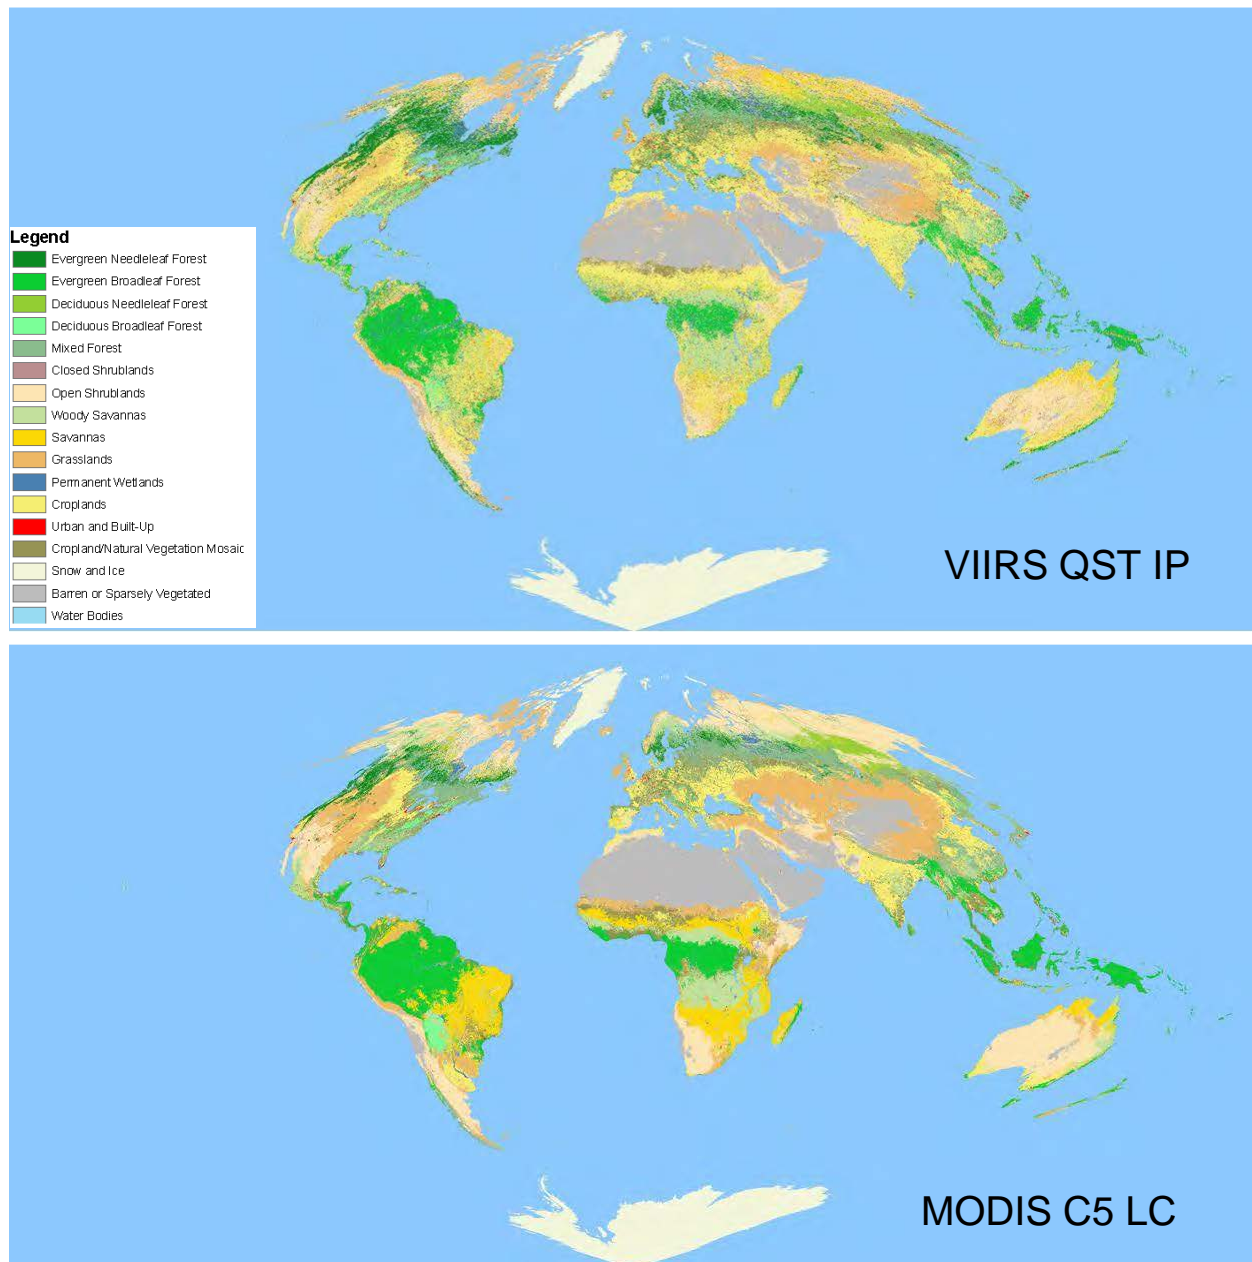 Legend
Evergreen Needleleaf Forest
Evergreen Broadleaf Forest
Deciduous Needleleaf Forest
Deciduous Broadleaf Forest
Mixed Forest
Closed Shrublands
Open Shrublands
Woody Savannas
Savannas
Grasslands
Permanent Wetlands
Croplands
Urban and Built-Up
Cropland/Natural Vegetation Mosaic
Snow and Ice
Barren or Sparsely Vegetated
Water Bodies
VIIRS QST IP
MODIS C5 LC